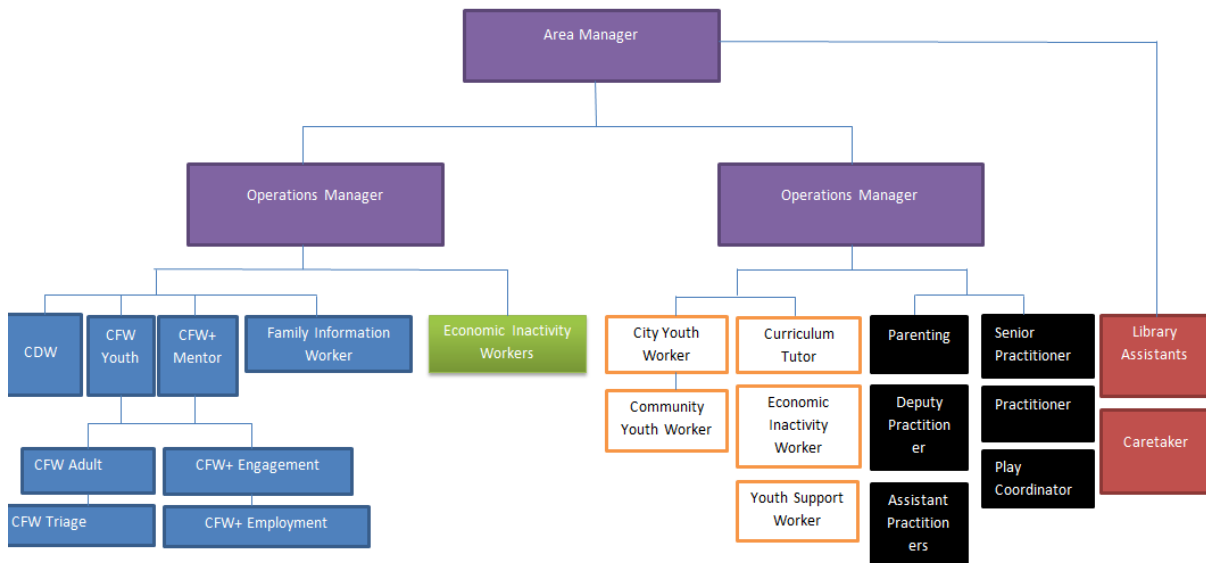 Area Manager
Operations Manager
Operations Manager
CDW
CFW
Youth
CFW+
Mentor
Family Information
Worker
Economic Inactivity
Workers
City Youth
Worker
Curriculum
Tutor
Parenting
Senior
Practitioner
Library
Assistants
Community
Youth Worker
Economic
Inactivity
Worker
Deputy
Practition
er
Practitioner
Caretaker
CFW Adult
CFW+ Engagement
Play
Coordinator
CFW Triage
CFW+ Employment
Youth Support
Worker
Assistant
Practition
ers